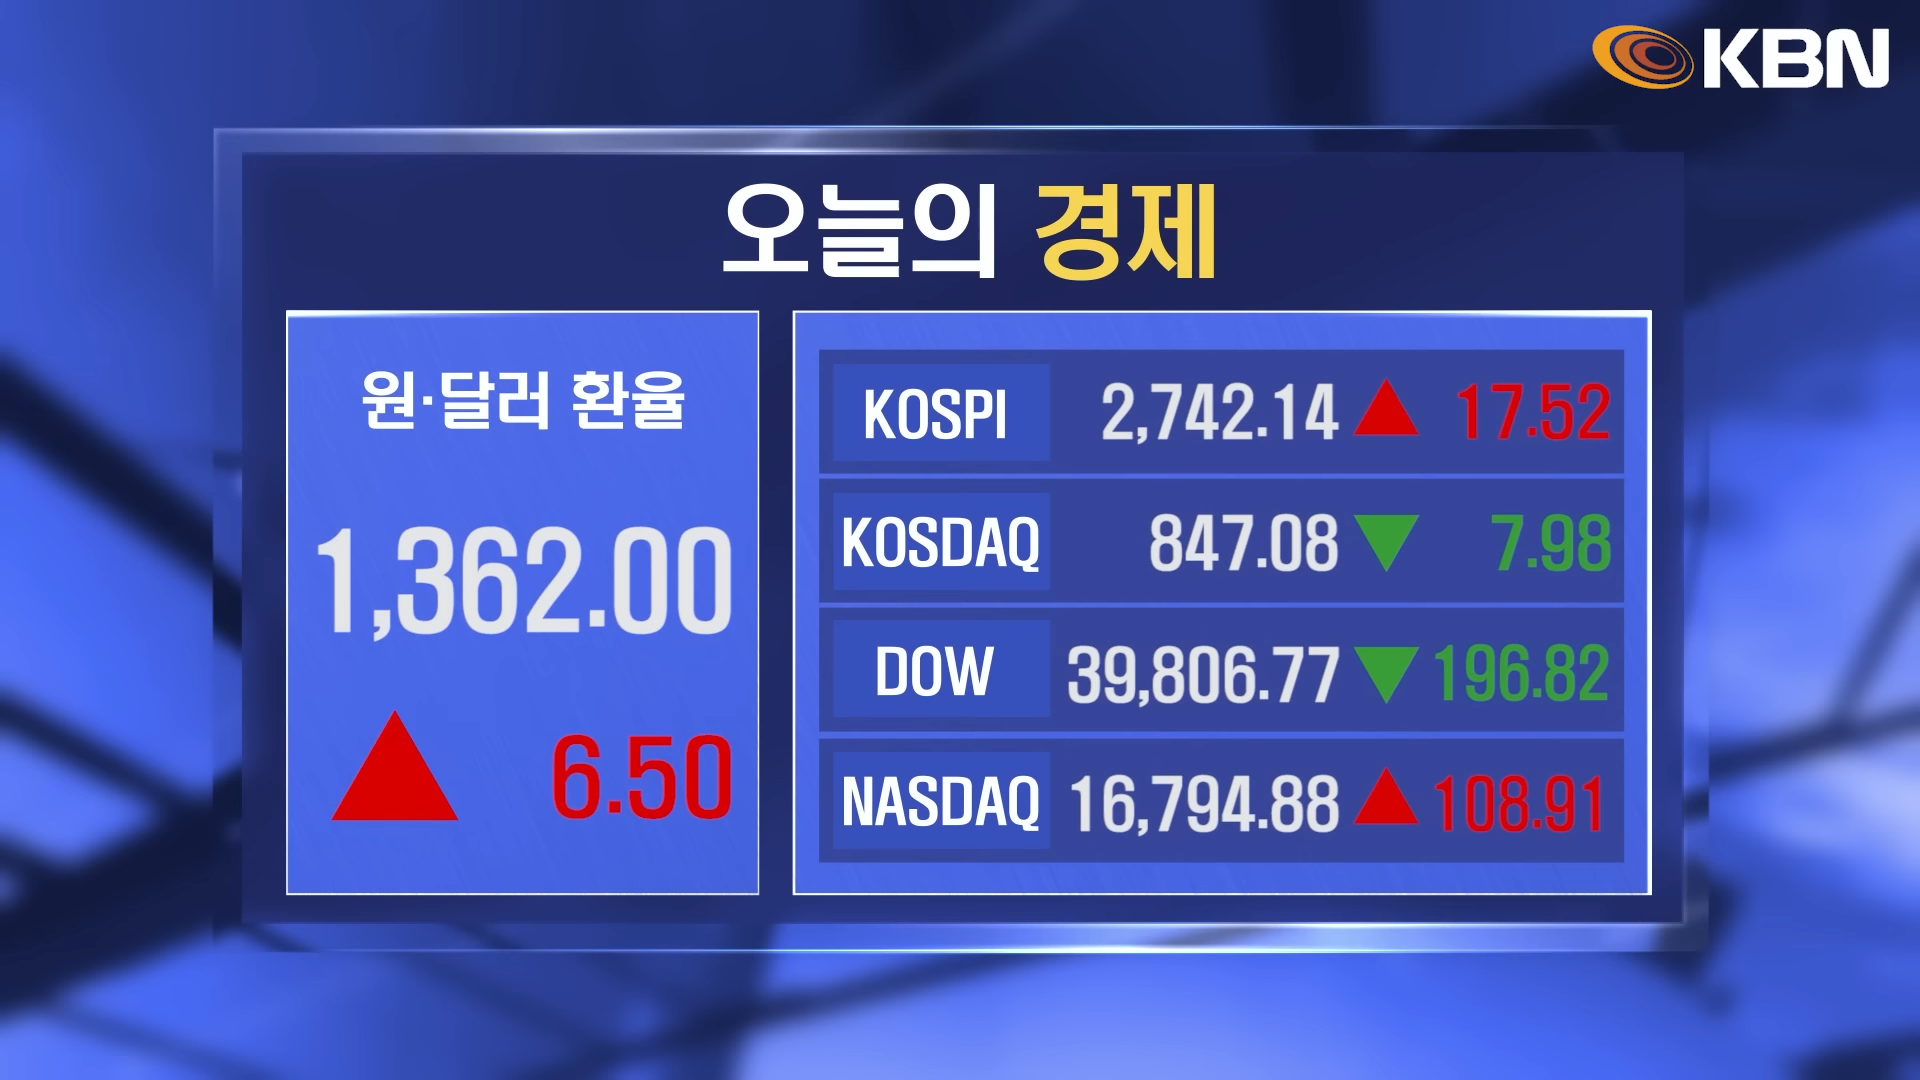 KBN
오늘의 경제
원·달러 환율
1,362.00
▲ 6.50
KOSPI 2,742.14 ▲ 17.52
KOSDAQ 847.08 ▼ 7.98
DOW 39,806.77 ▼ 196.82
NASDAQ 16,794.88 ▲ 108.91